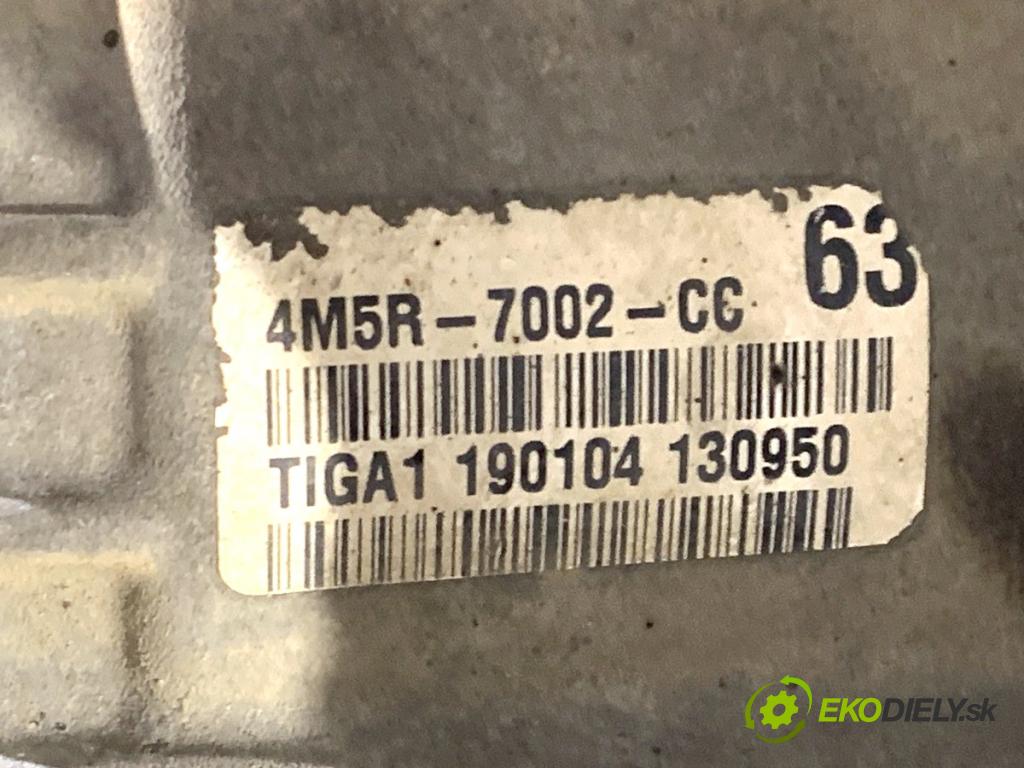 63
4M5R-7002-CC
TIGA1 190104 130950
EKODIELY.sk